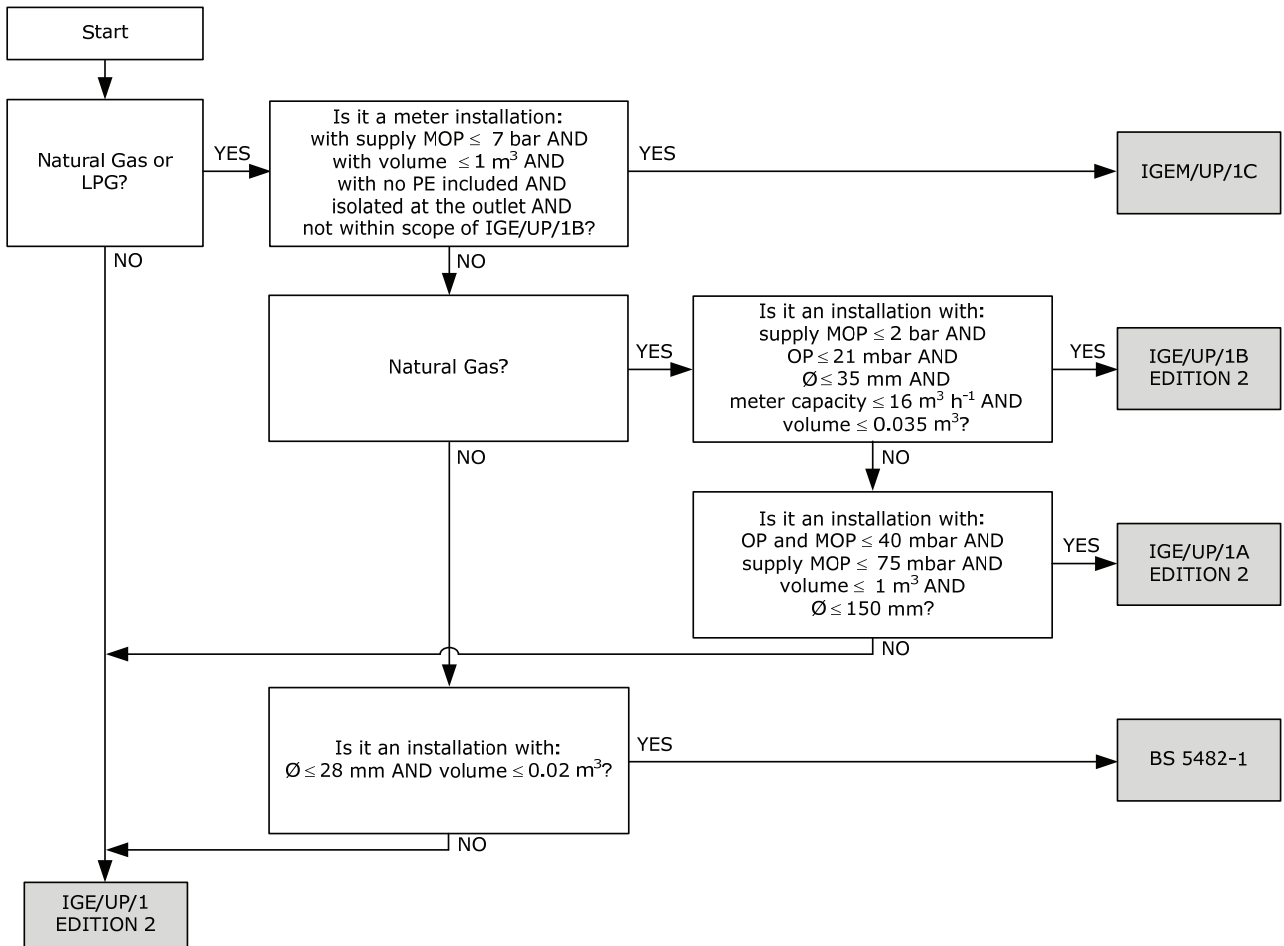 Start
Natural Gas or
LPG?
YES
NO
Is it a meter installation:
with supply MOP ≤ 7 bar AND
with volume ≤ 1 m³ AND
with no PE included AND
isolated at the outlet AND
not within scope of IGE/UP/1B?
YES
IGEM/UP/1C
NO
Natural Gas?
YES
NO
Is it an installation with:
supply MOP ≤ 2 bar AND
OP ≤ 21 mbar AND
Ø ≤ 35 mm AND
meter capacity ≤ 16 m³ h⁻¹ AND
volume ≤ 0.035 m³?
YES
IGE/UP/1B
EDITION 2
NO
Is it an installation with:
OP and MOP ≤ 40 mbar AND
supply MOP ≤ 75 mbar AND
volume ≤ 1 m³ AND
Ø ≤ 150 mm?
YES
IGE/UP/1A
EDITION 2
NO
Is it an installation with:
Ø ≤ 28 mm AND volume ≤ 0.02 m³?
YES
BS 5482-1
NO
IGE/UP/1
EDITION 2